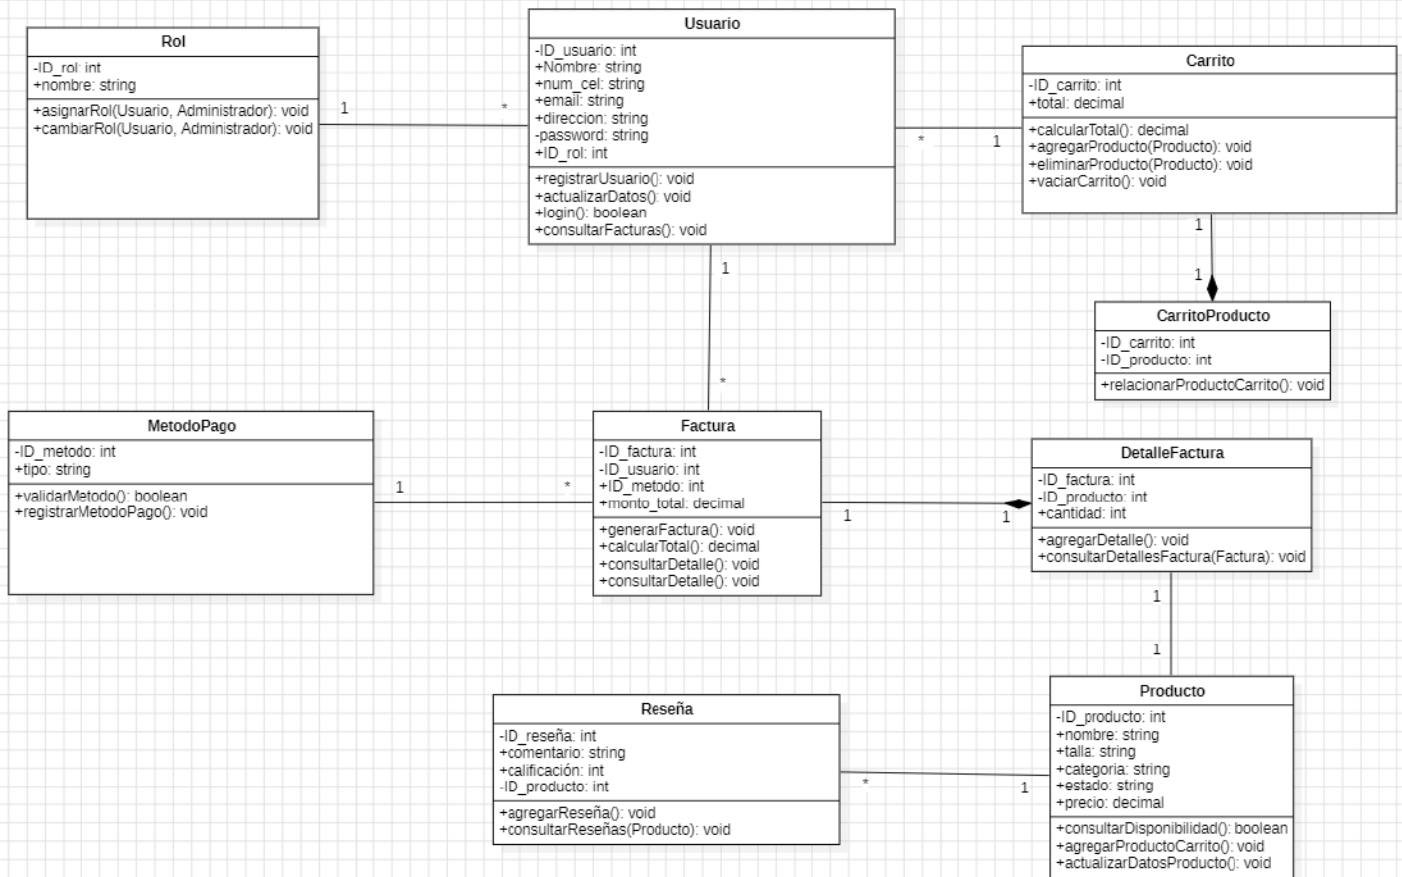 Rol
-ID_rol: int
+nombre: string
+asignarRol(Usuario, Administrador): void
+cambiarRol(Usuario, Administrador): void
1
*
Usuario
-ID_usuario: int
+Nombre: string
+num_cel: string
+email: string
+direccion: string
-password: string
+ID_rol: int
+registrarUsuario(): void
+actualizarDatos(): void
+login(): boolean
+consultarFacturas(): void
*
1
Carrito
-ID_carrito: int
+total: decimal
+calcularTotal(): decimal
+agregarProducto(Producto): void
+eliminarProducto(Producto): void
+vaciarCarrito(): void
1
1
CarritoProducto
-ID_carrito: int
-ID_producto: int
+relacionarProductoCarrito(): void
1
*
MetodoPago
-ID_metodo: int
+tipo: string
+validarMetodo(): boolean
+registrarMetodoPago(): void
1
*
Factura
-ID_factura: int
-ID_usuario: int
+ID_metodo: int
+monto_total: decimal
+generarFactura(): void
+calcularTotal(): decimal
+consultarDetalle(): void
+consultarDetalle(): void
1
1
DetalleFactura
-ID_factura: int
-ID_producto: int
+cantidad: int
+agregarDetalle(): void
+consultarDetallesFactura(Factura): void
1
1
Reseña
-ID_reseña: int
+comentario: string
+calificación: int
-ID_producto: int
+agregarReseña(): void
+consultarReseñas(Producto): void
*
1
Producto
-ID_producto: int
+nombre: string
+talla: string
+categoria: string
+estado: string
+precio: decimal
+consultarDisponibilidad(): boolean
+agregarProductoCarrito(): void
+actualizarDatosProducto(): void